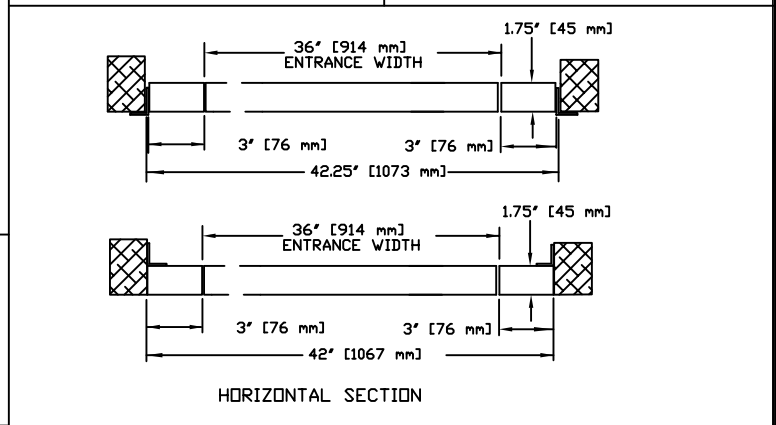 1.75" [45 mm]
36" [914 mm]
ENTRANCE WIDTH
3" [76 mm]
3" [76 mm]
42.25" [1073 mm]
1.75" [45 mm]
36" [914 mm]
ENTRANCE WIDTH
3" [76 mm]
3" [76 mm]
42" [1067 mm]
HORIZONTAL SECTION